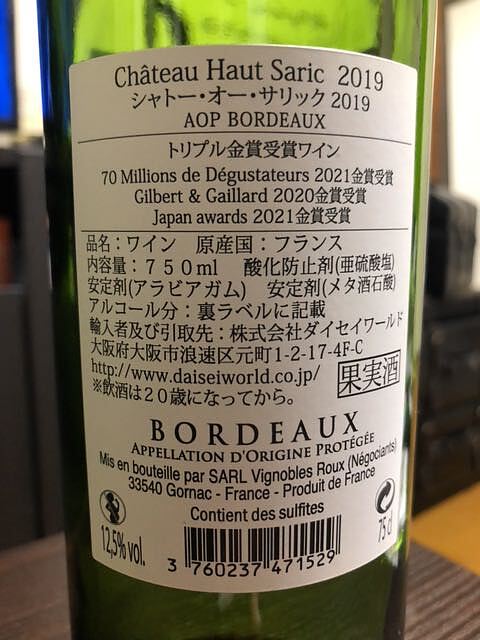 Château Haut Saric 2019
シャトー・オー・サリック 2019
AOP BORDEAUX
トリプル金賞受賞ワイン
70 Millions de Dégustateurs 2021金賞受賞
Gilbert & Gaillard 2020金賞受賞
Japan awards 2021金賞受賞
品名：ワイン 原産国：フランス
内容量：７５０ml 酸化防止剤(亜硫酸塩)
安定剤(アラビアガム) 安定剤(メタ酒石酸)
アルコール分：裏ラベルに記載
輸入者及び引取先：株式会社ダイセイワールド
大阪府大阪市浪速区元町1-2-17-4F-C
http://www.daiseiworld.co.jp/
果実酒
※飲酒は２０歳になってから。
BORDEAUX
APPELLATION D'ORIGINE PROTÉGÉE
Mis en bouteille par SARL Vignobles Roux (Négociants)
33540 Gornac - France - Produit de France
Contient des sulfites
12,5% vol.
75 cl
3 760237 471529